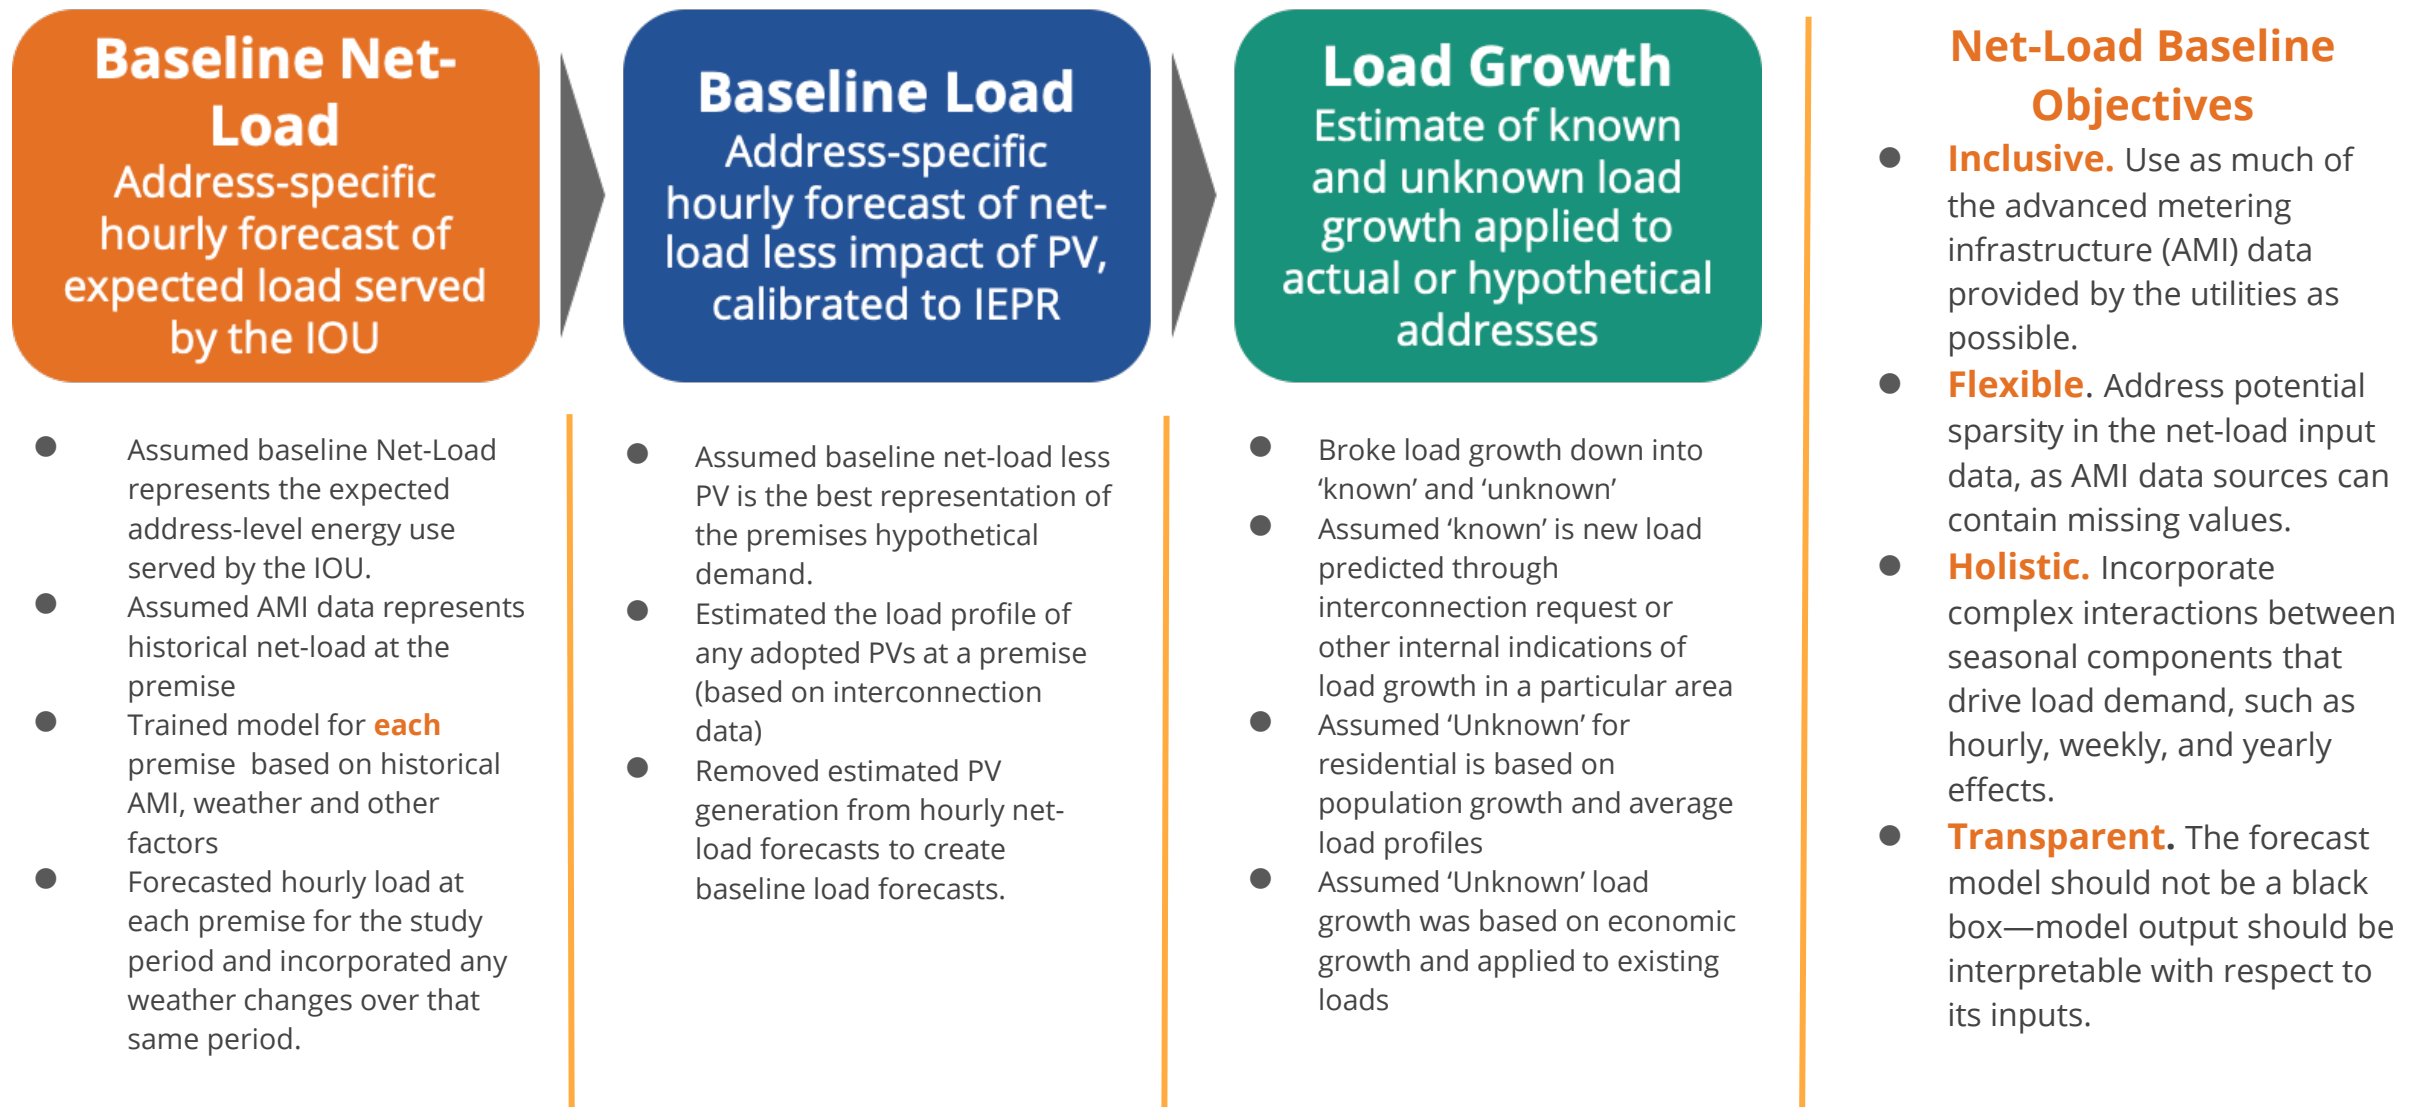 Baseline Net-
Load
Address-specific
hourly forecast of
expected load served
by the IOU
Baseline Load
Address-specific
hourly forecast of net-
load less impact of PV,
calibrated to IEPR
Load Growth
Estimate of known
and unknown load
growth applied to
actual or hypothetical
addresses
● Assumed baseline Net-Load
represents the expected
address-level energy use
served by the IOU.
● Assumed AMI data represents
historical net-load at the
premise
● Trained model for each
premise  based on historical
AMI, weather and other
factors
● Forecasted hourly load at
each premise for the study
period and incorporated any
weather changes over that
same period.
● Assumed baseline net-load less
PV is the best representation of
the premises hypothetical
demand.
● Estimated the load profile of
any adopted PVs at a premise
(based on interconnection
data)
● Removed estimated PV
generation from hourly net-
load forecasts to create
baseline load forecasts.
● Broke load growth down into
‘known’ and ‘unknown’
● Assumed ‘known’ is new load
predicted through
interconnection request or
other internal indications of
load growth in a particular area
● Assumed ‘Unknown’ for
residential is based on
population growth and average
load profiles
● Assumed ‘Unknown’ load
growth was based on economic
growth and applied to existing
loads
Net-Load Baseline
Objectives
● Inclusive. Use as much of
the advanced metering
infrastructure (AMI) data
provided by the utilities as
possible.
● Flexible. Address potential
sparsity in the net-load input
data, as AMI data sources can
contain missing values.
● Holistic. Incorporate
complex interactions between
seasonal components that
drive load demand, such as
hourly, weekly, and yearly
effects.
● Transparent. The forecast
model should not be a black
box—model output should be
interpretable with respect to
its inputs.